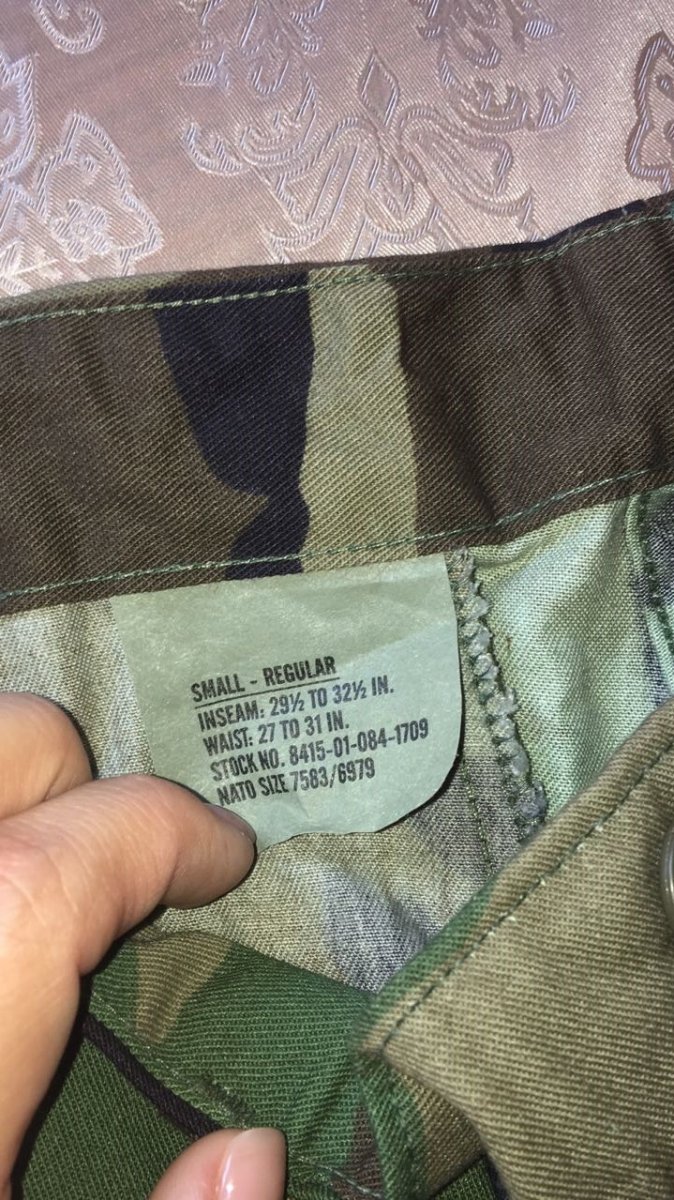 SMALL - REGULAR
INSEAM: 29½ TO 32½ IN.
WAIST: 27 TO 31 IN.
STOCK NO. 8415-01-084-1709
NATO SIZE 7583/6979